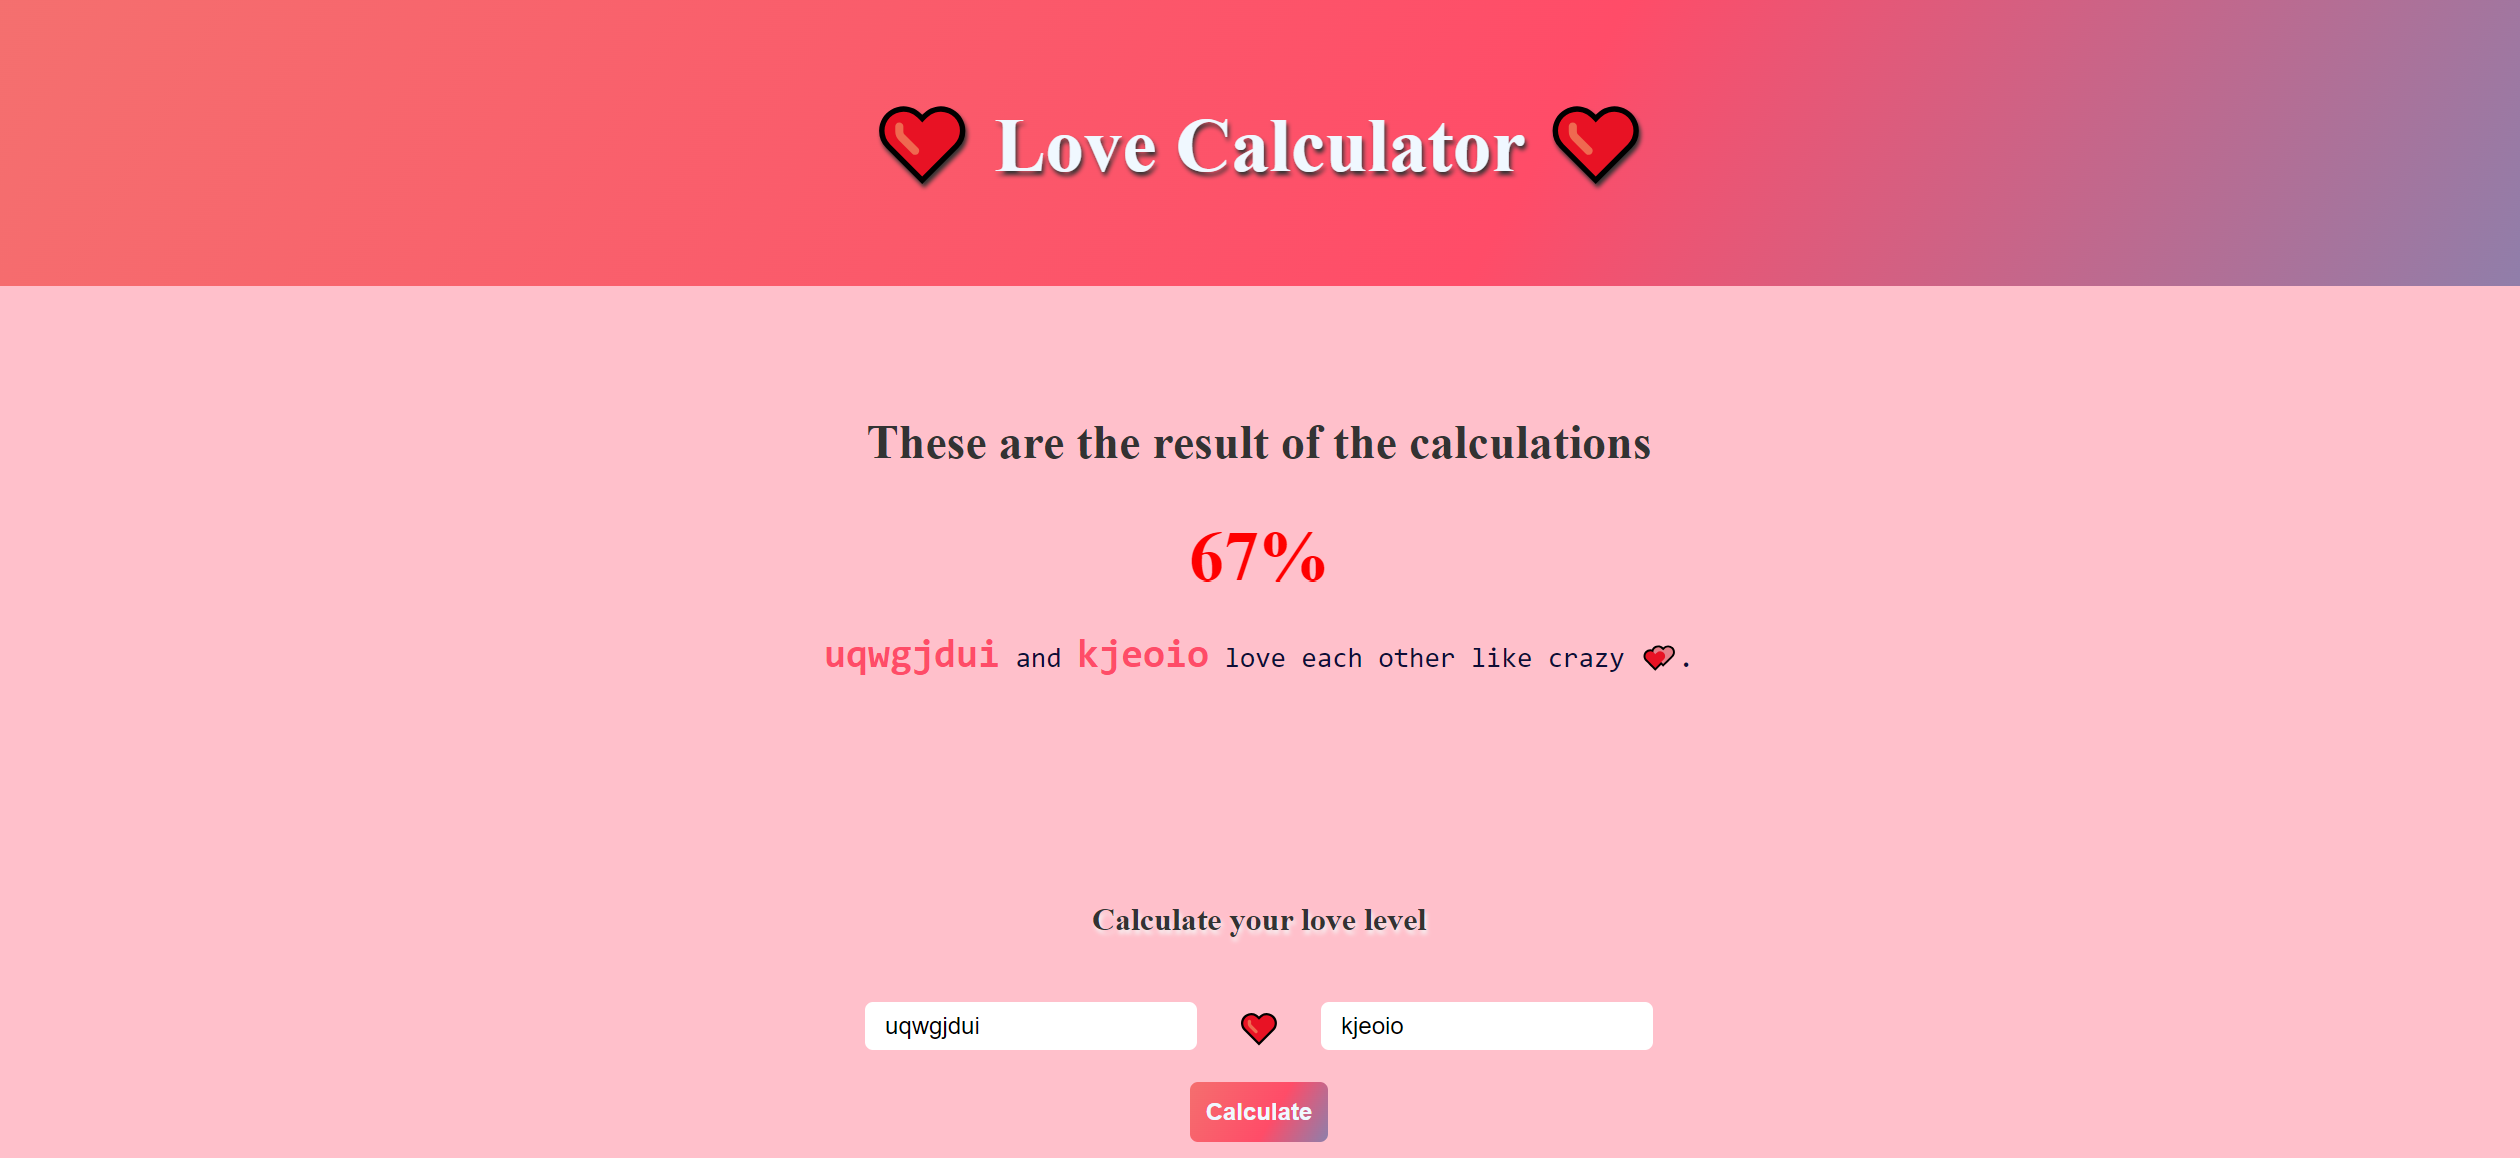 Love Calculator
These are the result of the calculations
67%
uqwgjdui and kjeoio love each other like crazy 💕.
Calculate your love level
uqwgjdui
kjeoio
Calculate